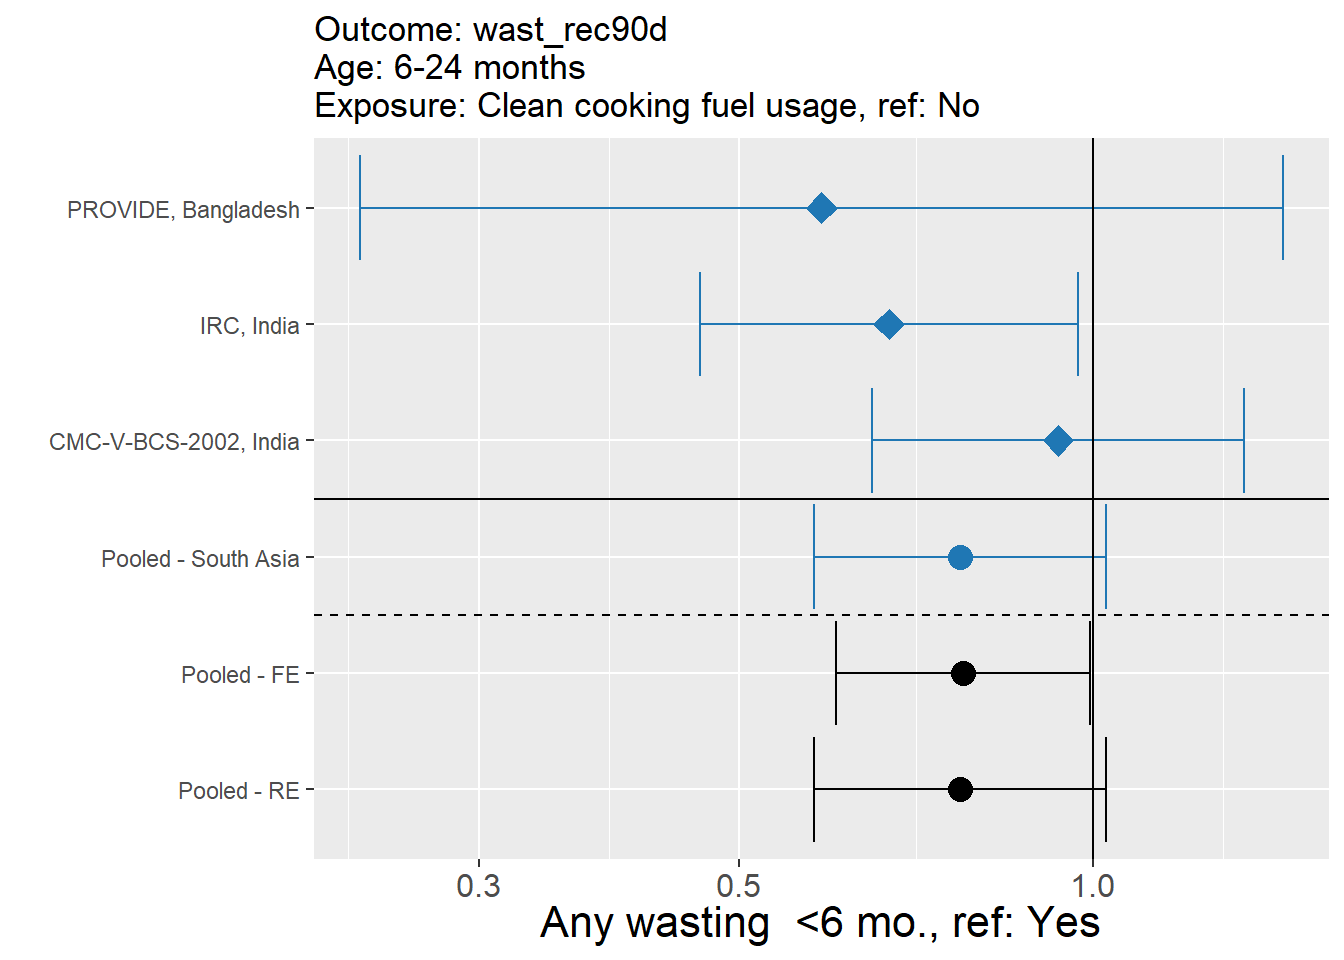 Outcome: wast_rec90d
Age: 6-24 months
Exposure: Clean cooking fuel usage, ref: No
PROVIDE, Bangladesh
IRC, India
CMC-V-BCS-2002, India
Pooled - South Asia
Pooled - FE
Pooled - RE
0.3 0.5 1.0
Any wasting  <6 mo., ref: Yes